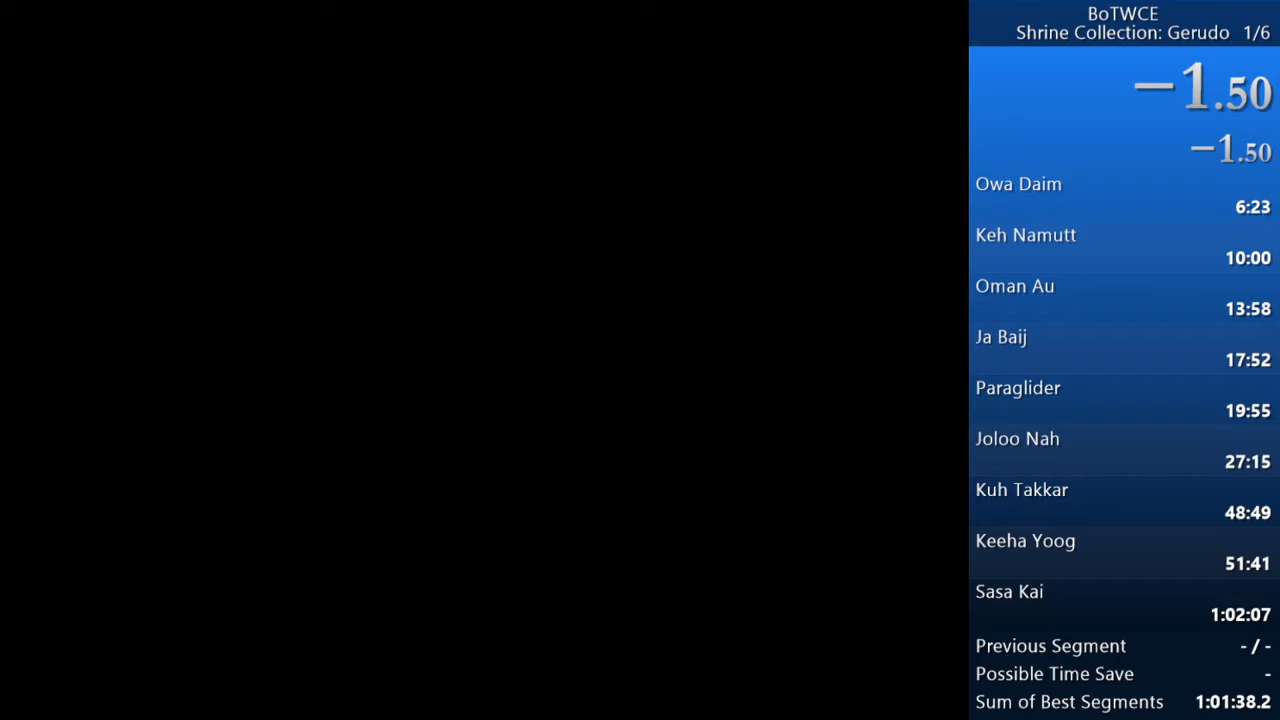 BoTWCE
Shrine Collection: Gerudo 1/6
−1.50
−1.50
Owa Daim
6:23
Keh Namutt
10:00
Oman Au
13:58
Ja Baij
17:52
Paraglider
19:55
Joloo Nah
27:15
Kuh Takkar
48:49
Keeha Yoog
51:41
Sasa Kai
1:02:07
Previous Segment - / -
Possible Time Save -
Sum of Best Segments 1:01:38.2